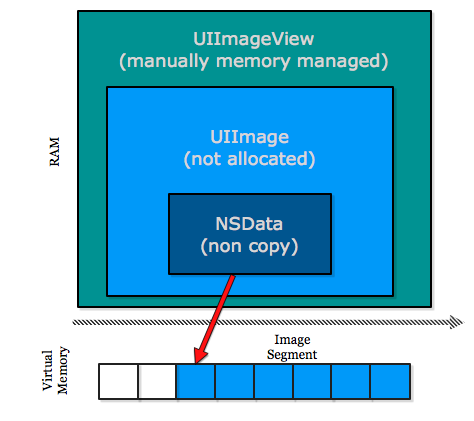 UIImageView
(manually memory managed)
UIImage
(not allocated)
NSData
(non copy)
RAM
Image
Segment
Virtual
Memory